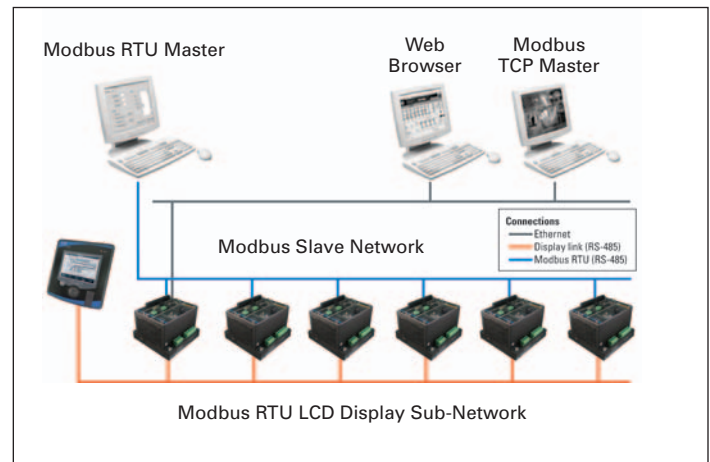 Modbus RTU Master
Web
Browser
Modbus
TCP Master
Connections
Ethernet
Display link (RS-485)
Modbus RTU (RS-485)
Modbus Slave Network
Modbus RTU LCD Display Sub-Network